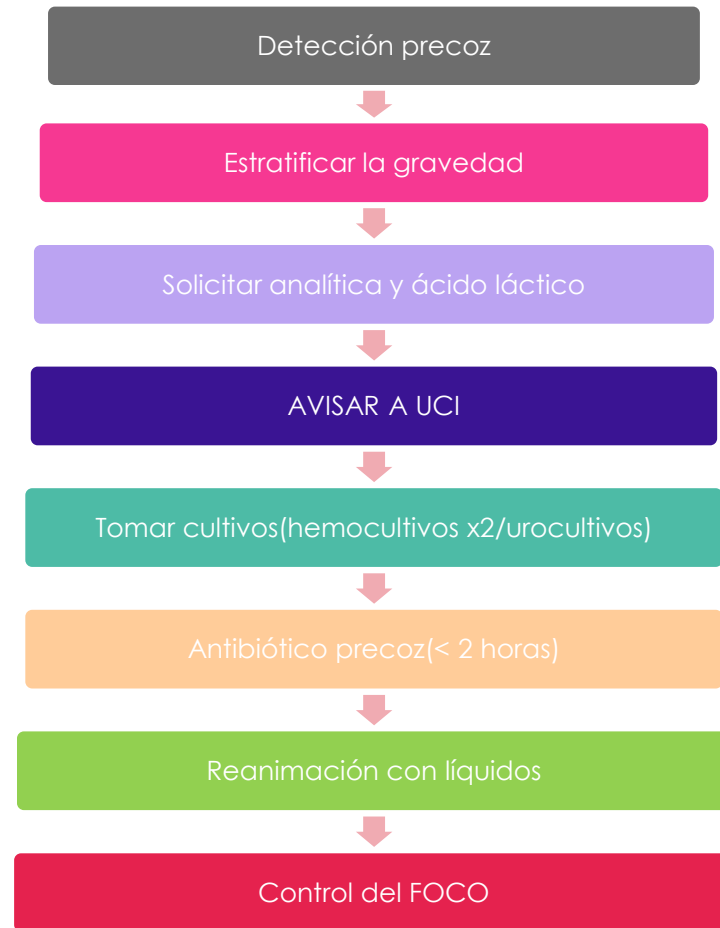 Detección precoz
Estratificar la gravedad
Solicitar analítica y ácido láctico
AVISAR A UCI
Tomar cultivos(hemocultivos x2/urocultivos)
Antibiótico precoz(< 2 horas)
Reanimación con líquidos
Control del FOCO